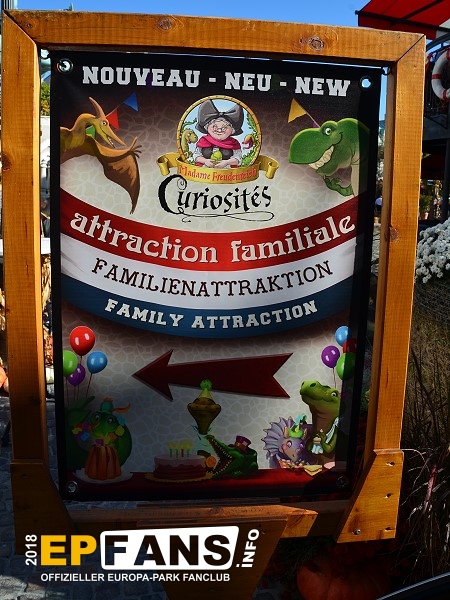 NOUVEAU - NEU - NEW
Madame Freudenreich
Curiosités
attraction familiale
FAMILIENATTRAKTION
FAMILY ATTRACTION
2018
EPFANS.INFO
OFFIZIELLER EUROPA-PARK FANCLUB